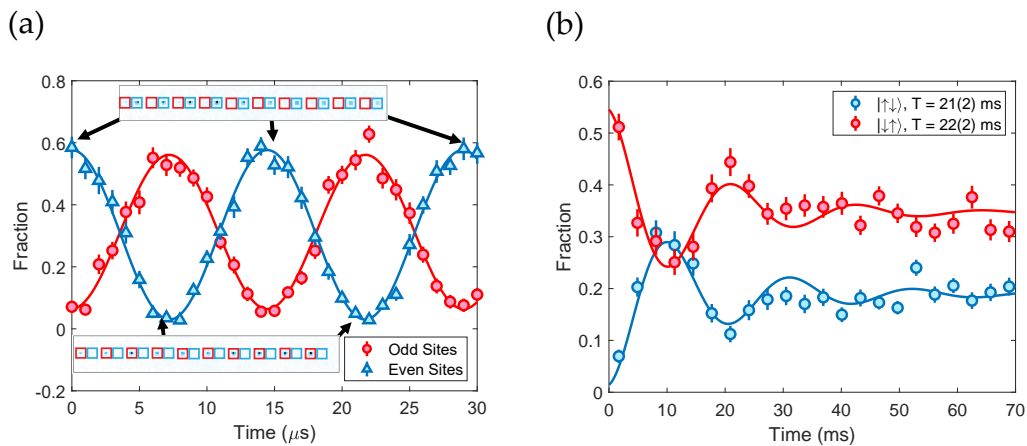 (a)
(b)
0.8
0.6
0.4
0.2
0
-0.2
Fraction
0 5 10 15 20 25 30
Time (μs)
Odd Sites
Even Sites
0.6
0.5
0.4
0.3
0.2
0.1
0
Fraction
0 10 20 30 40 50 60 70
Time (ms)
|↑↓⟩, T = 21(2) ms
|↓↑⟩, T = 22(2) ms